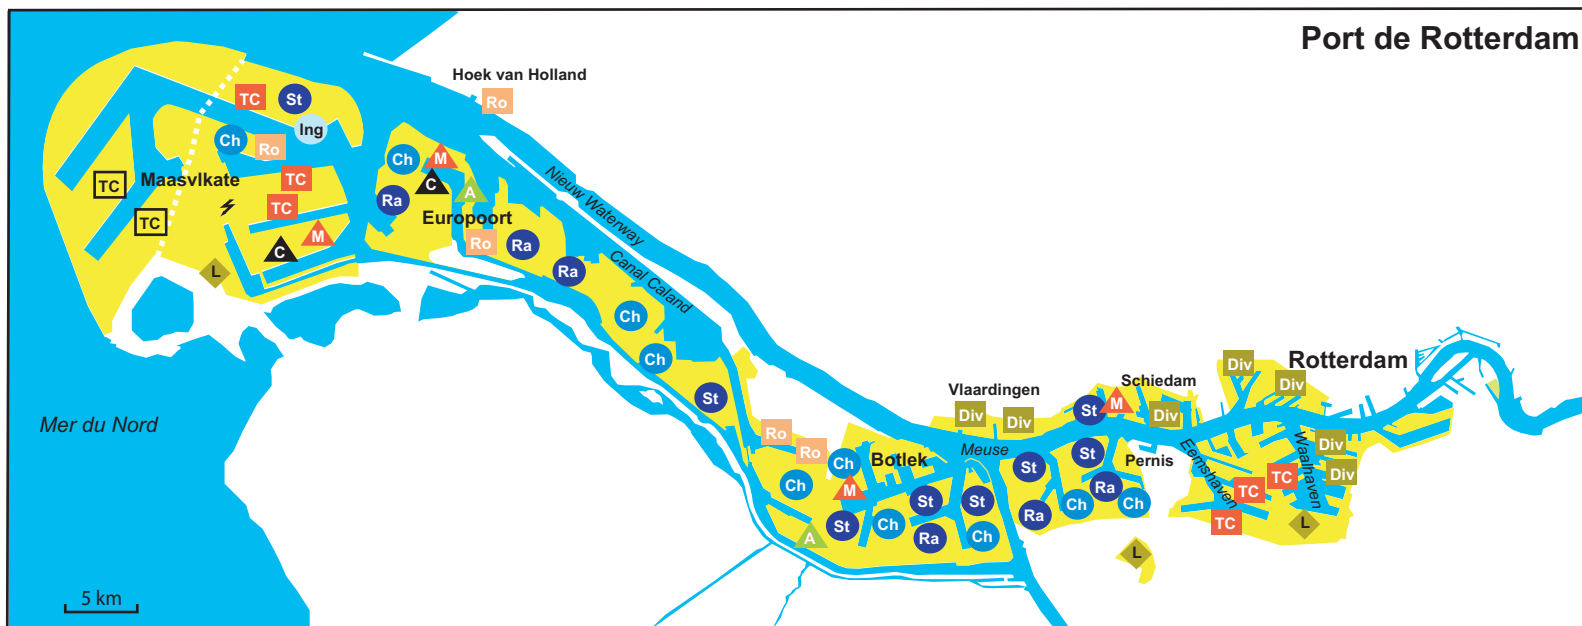 Port de Rotterdam
Hoek van Holland
Ro
TC
St
Ing
Ch
Ro
Ch
M
C
A
TC
Maasvlkate
TC
TC
TC
Ra
Europoort
Nieuw Waterway
M
C
L
Ro
Ra
Ra
Canal Caland
Ch
Ch
St
Mer du Nord
Vlaardingen
Schiedam
Rotterdam
Div
Div
Div
Div
St
M
Div
Ro
Ro
Ch
Botlek
Meuse
St
St
Pernis
Eemshaven
Waalhaven
Div
Div
Ch
M
St
St
Ra
TC
TC
Ch
Ch
St
Ch
Ra
Ra
TC
L
A
Ch
L
5 km